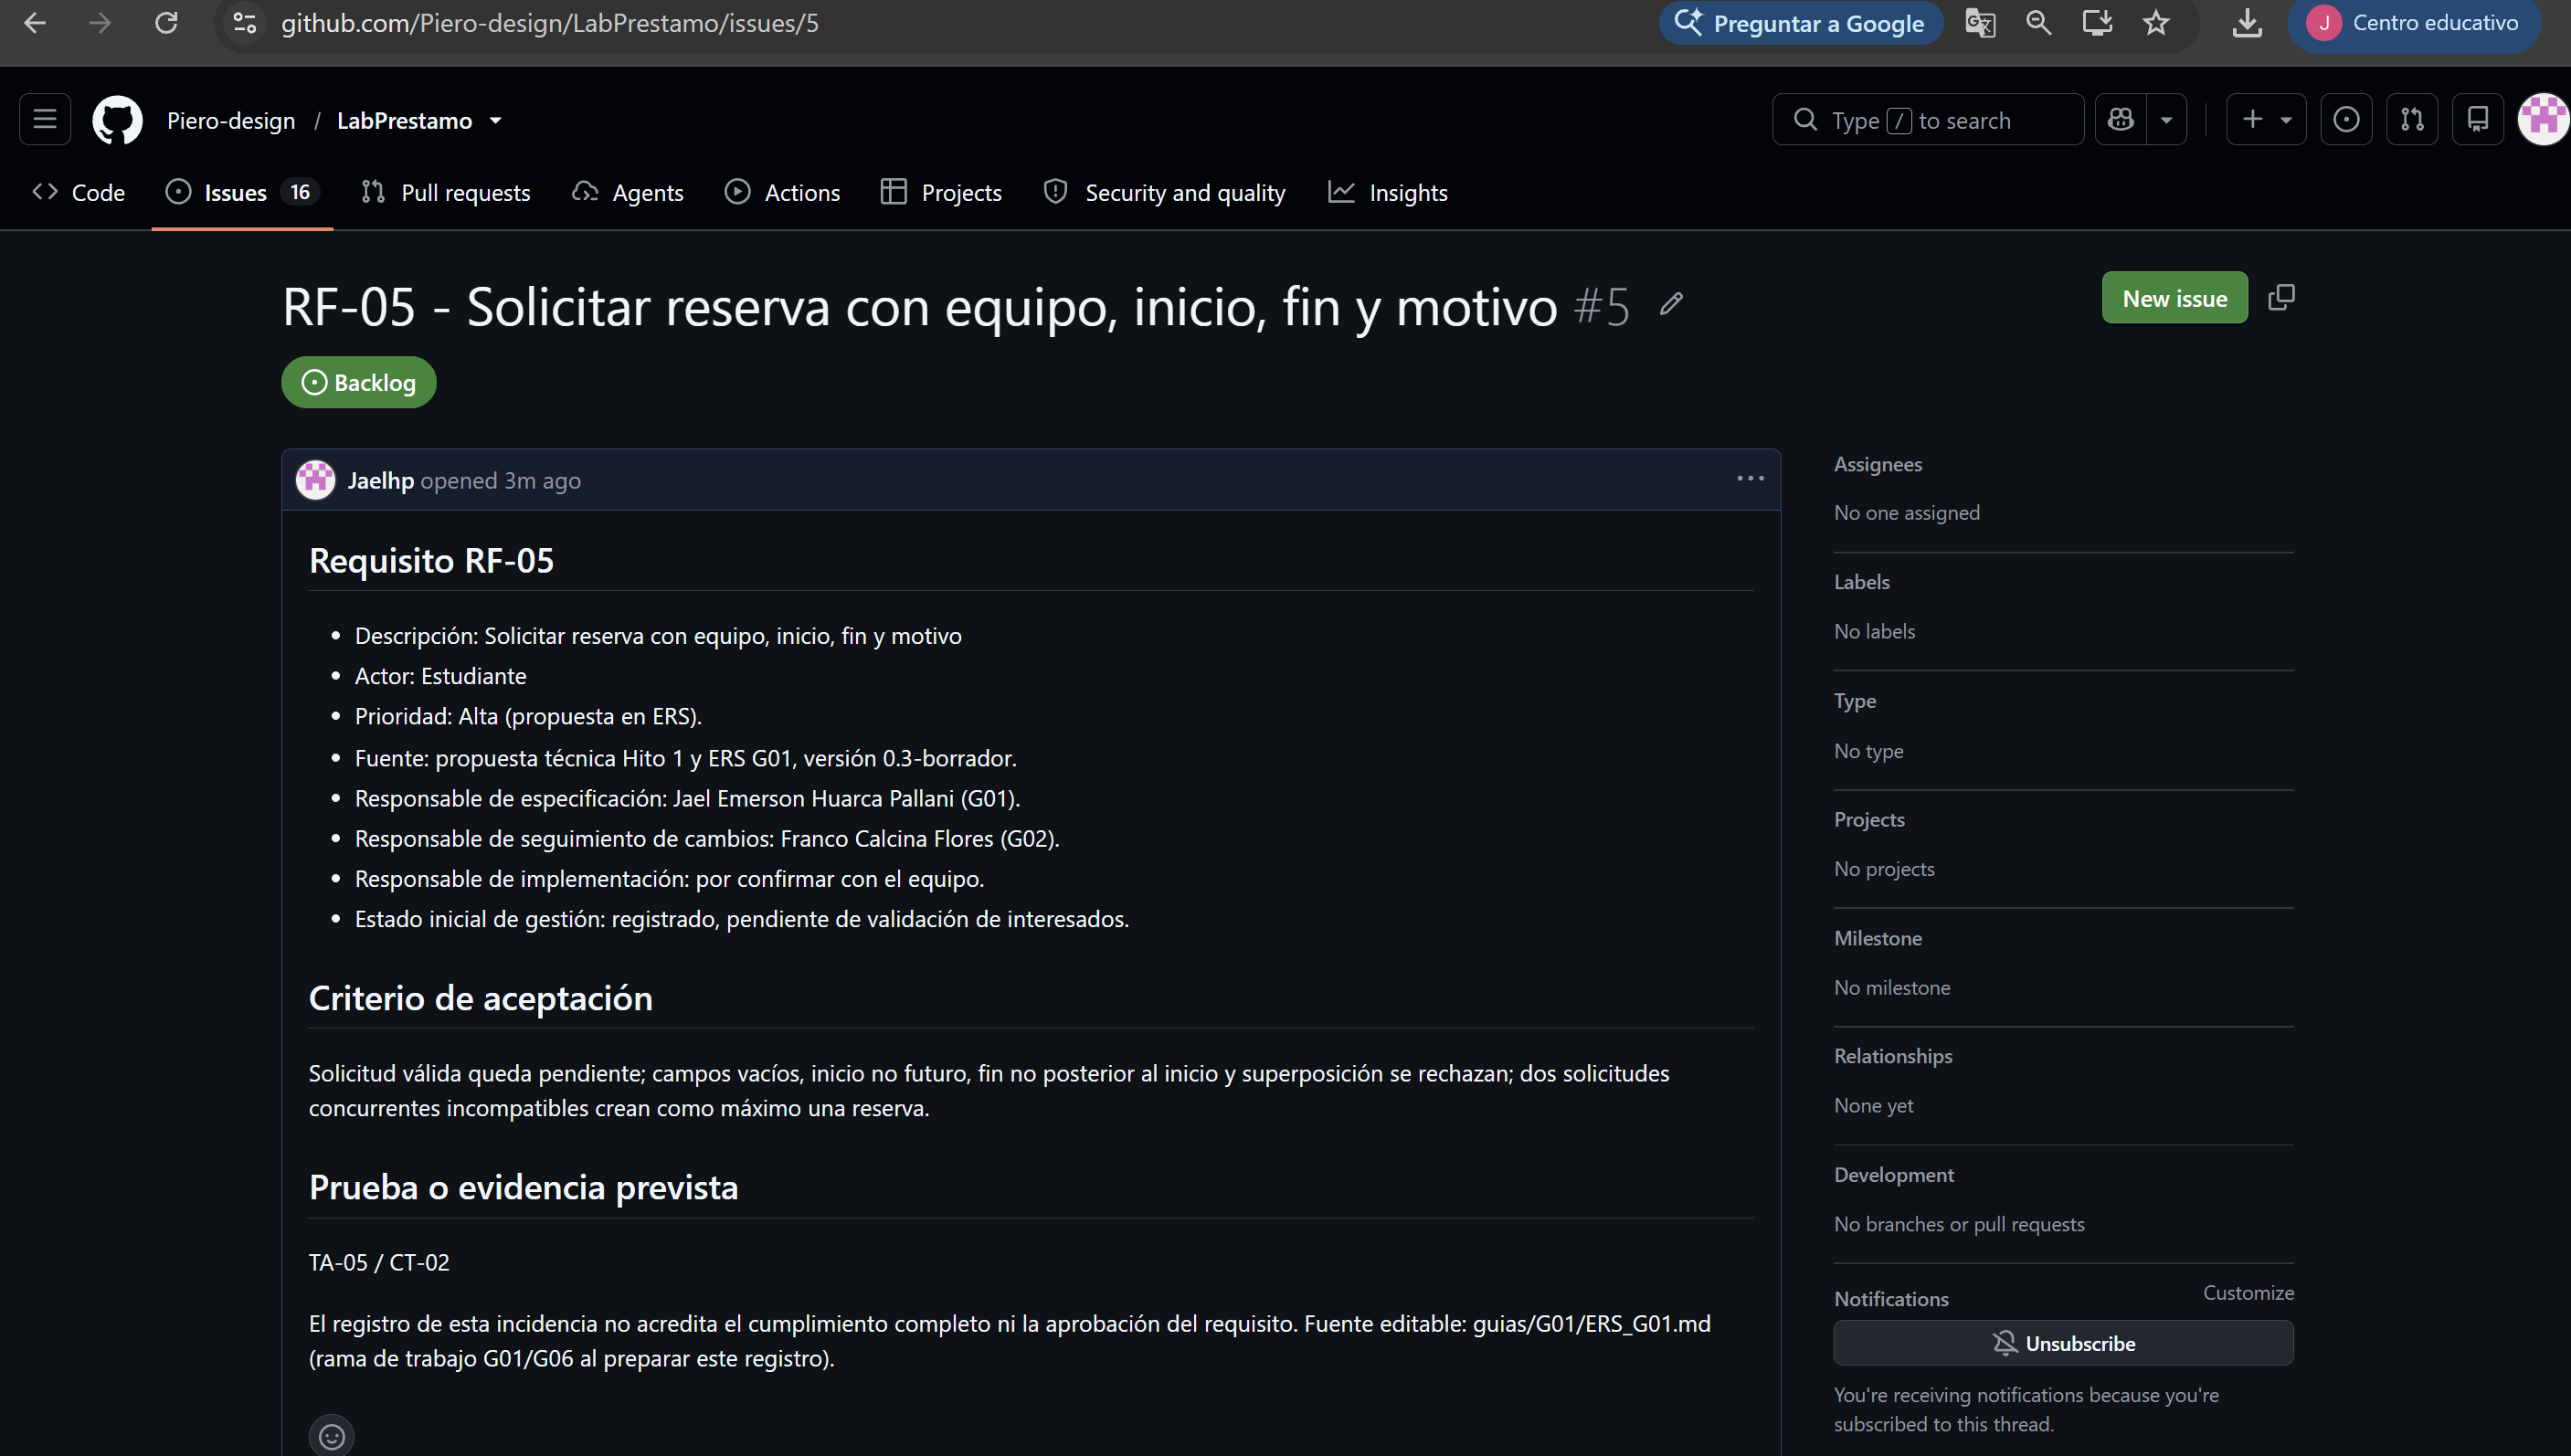 github.com/Piero-design/LabPrestamo/issues/5
Preguntar a Google
J
Centro educativo
Piero-design / LabPrestamo
Type / to search
Code
Issues 16
Pull requests
Agents
Actions
Projects
Security and quality
Insights
RF-05 - Solicitar reserva con equipo, inicio, fin y motivo #5
New issue
Backlog
Jaelhp opened 3m ago
Requisito RF-05
• Descripción: Solicitar reserva con equipo, inicio, fin y motivo
• Actor: Estudiante
• Prioridad: Alta (propuesta en ERS).
• Fuente: propuesta técnica Hito 1 y ERS G01, versión 0.3-borrador.
• Responsable de especificación: Jael Emerson Huarca Pallani (G01).
• Responsable de seguimiento de cambios: Franco Calcina Flores (G02).
• Responsable de implementación: por confirmar con el equipo.
• Estado inicial de gestión: registrado, pendiente de validación de interesados.
Criterio de aceptación
Solicitud válida queda pendiente; campos vacíos, inicio no futuro, fin no posterior al inicio y superposición se rechazan; dos solicitudes
concurrentes incompatibles crean como máximo una reserva.
Prueba o evidencia prevista
TA-05 / CT-02
El registro de esta incidencia no acredita el cumplimiento completo ni la aprobación del requisito. Fuente editable: guias/G01/ERS_G01.md
(rama de trabajo G01/G06 al preparar este registro).
Assignees
No one assigned
Labels
No labels
Type
No type
Projects
No projects
Milestone
No milestone
Relationships
None yet
Development
No branches or pull requests
Notifications
Customize
Unsubscribe
You're receiving notifications because you're
subscribed to this thread.